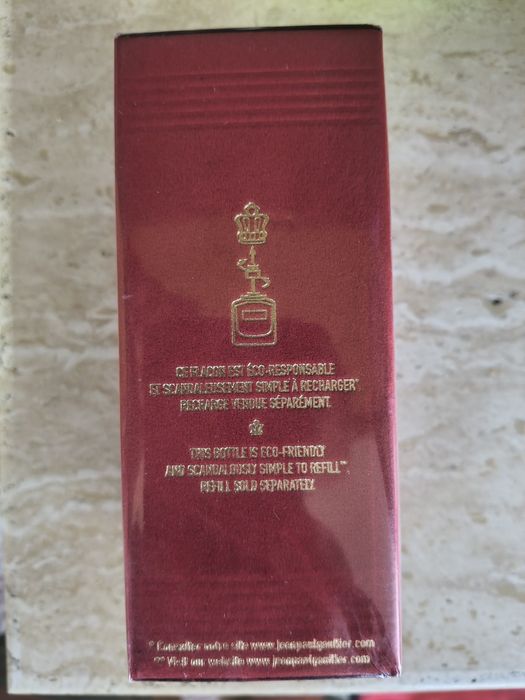 CE FLACON EST ÉCO-RESPONSABLE
ET SCANDALEUSEMENT SIMPLE À RECHARGER*.
RECHARGE VENDUE SÉPARÉMENT.
THIS BOTTLE IS ECO-FRIENDLY
AND SCANDALOUSLY SIMPLE TO REFILL**.
REFILL SOLD SEPARATELY.
* Consulter notre site www.jeanpaulgaultier.com
** Visit our website www.jeanpaulgaultier.com